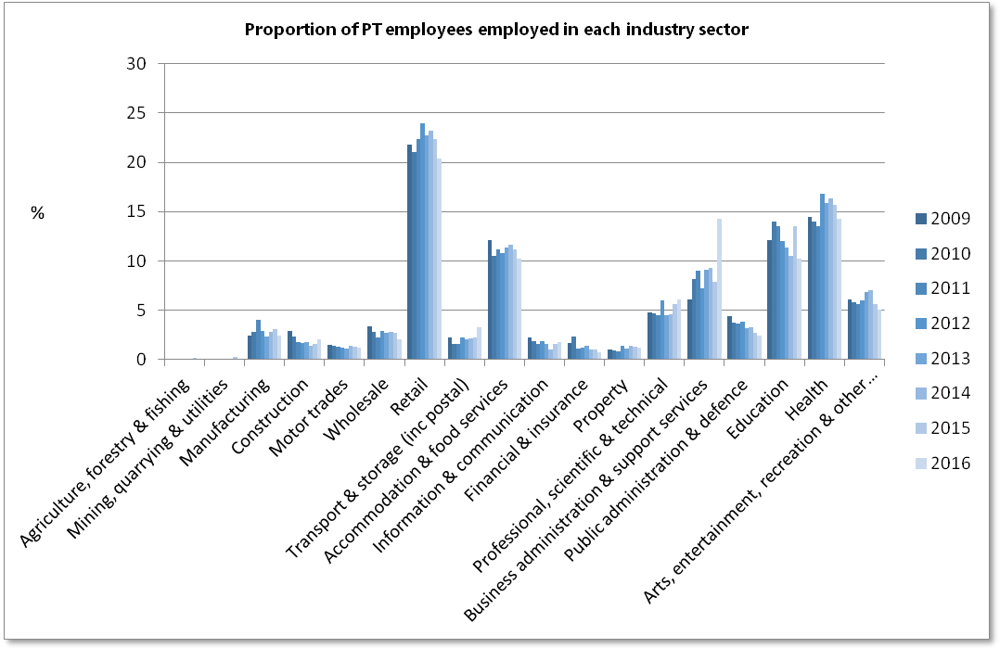 Proportion of PT employees employed in each industry sector
30
25
20
15
10
5
0
%
Agriculture, forestry & fishing
Mining, quarrying & utilities
Manufacturing
Construction
Motor trades
Wholesale
Retail
Transport & storage (inc postal)
Accommodation & food services
Information & communication
Financial & insurance
Property
Professional, scientific & technical
Business administration & support services
Public administration & defence
Education
Health
Arts, entertainment, recreation & other...
2009
2010
2011
2012
2013
2014
2015
2016